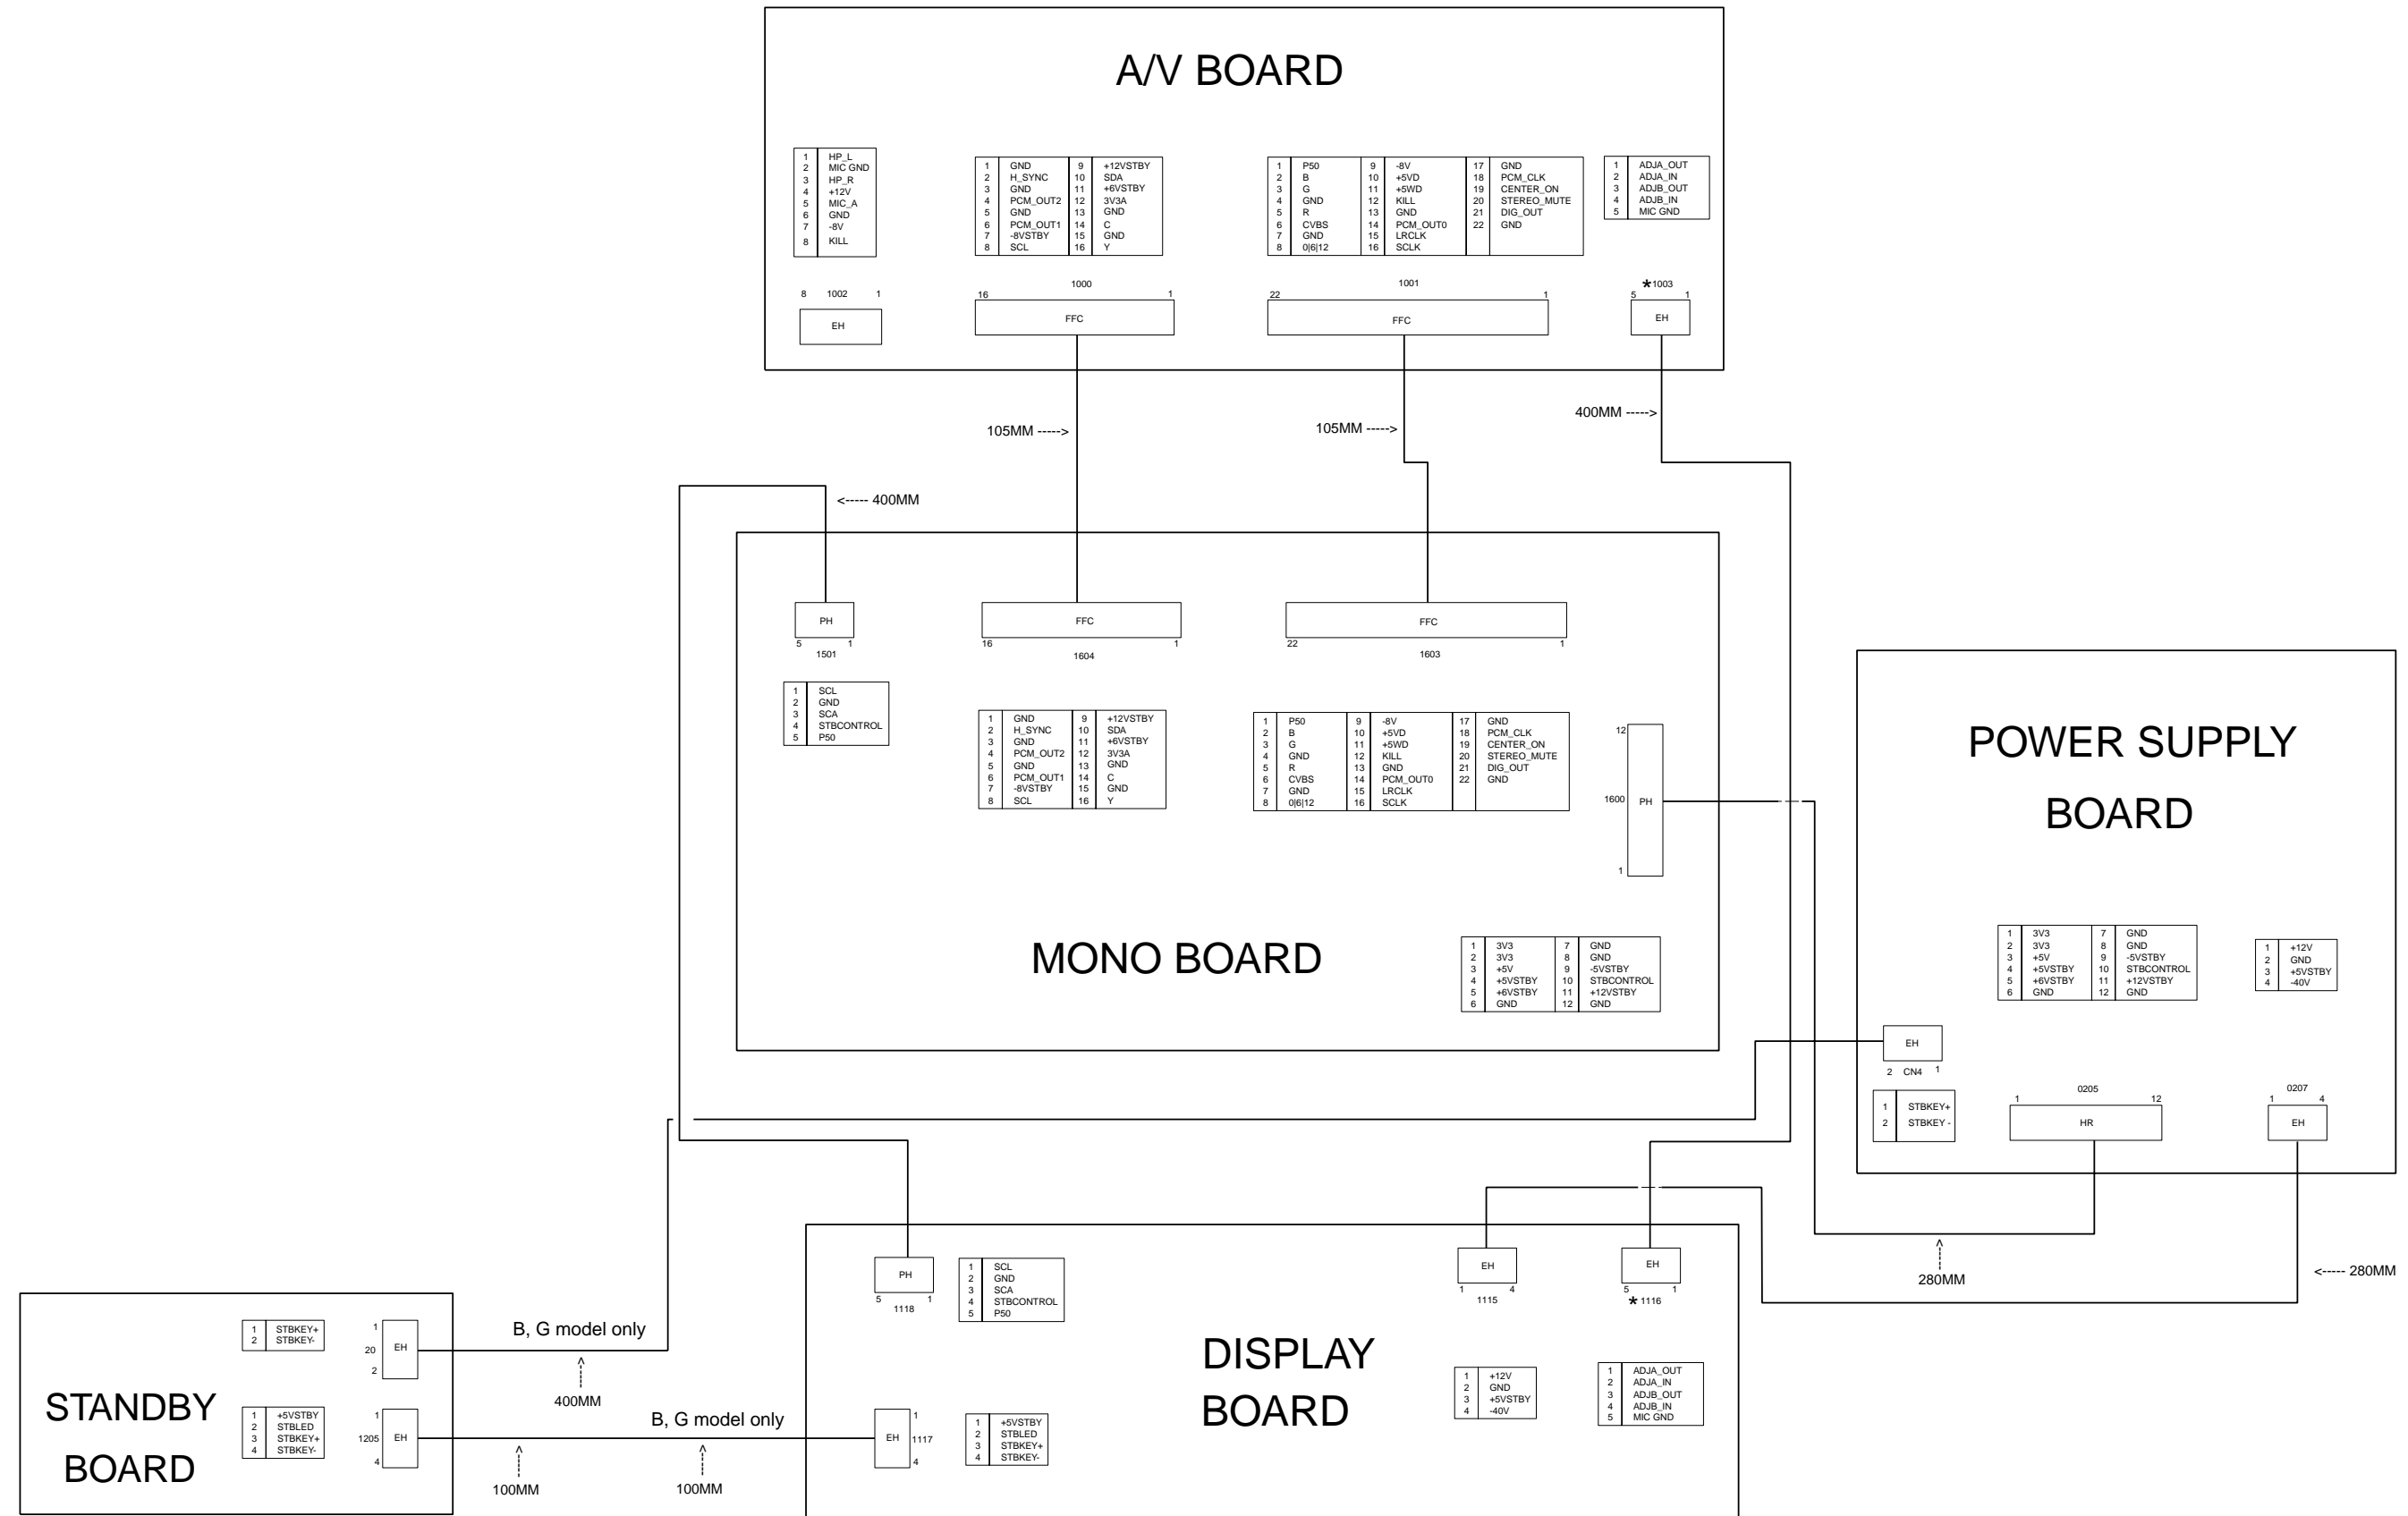 A/V BOARD
1 HP_L
2 MIC GND
3 HP_R
4 +12V
5 MIC_A
6 GND
7 -8V
8 KILL
1 GND 9 +12VSTBY
2 H_SYNC 10 SDA
3 GND 11 +6VSTBY
4 PCM_OUT2 12 3V3A
5 GND 13 GND
6 PCM_OUT1 14 C
7 -8VSTBY 15 GND
8 SCL 16 Y
1 P50 9 -8V 17 GND
2 B 10 +5VD 18 PCM_CLK
3 G 11 +5WD 19 CENTER_ON
4 GND 12 KILL 20 STEREO_MUTE
5 R 13 GND 21 DIG_OUT
6 CVBS 14 PCM_OUT0 22 GND
7 GND 15 LRCLK
8 0|6|12 16 SCLK
1 ADJA_OUT
2 ADJA_IN
3 ADJB_OUT
4 ADJB_IN
5 MIC GND
8 1002 1
EH
1000
16 1
FFC
1001
22 1
FFC
*1003
5 1
EH
105MM ----->
105MM ----->
400MM ----->
<----- 400MM
PH
5 1
1501
FFC
16 1
1604
FFC
22 1
1603
1 SCL
2 GND
3 SCA
4 STBCONTROL
5 P50
1 GND 9 +12VSTBY
2 H_SYNC 10 SDA
3 GND 11 +6VSTBY
4 PCM_OUT2 12 3V3A
5 GND 13 GND
6 PCM_OUT1 14 C
7 -8VSTBY 15 GND
8 SCL 16 Y
1 P50 9 -8V 17 GND
2 B 10 +5VD 18 PCM_CLK
3 G 11 +5WD 19 CENTER_ON
4 GND 12 KILL 20 STEREO_MUTE
5 R 13 GND 21 DIG_OUT
6 CVBS 14 PCM_OUT0 22 GND
7 GND 15 LRCLK
8 0|6|12 16 SCLK
12
1600 PH
1
MONO BOARD
1 3V3 7 GND
2 3V3 8 GND
3 +5V 9 -5VSTBY
4 +5VSTBY 10 STBCONTROL
5 +6VSTBY 11 +12VSTBY
6 GND 12 GND
POWER SUPPLY
BOARD
1 3V3 7 GND
2 3V3 8 GND
3 +5V 9 -5VSTBY
4 +5VSTBY 10 STBCONTROL
5 +6VSTBY 11 +12VSTBY
6 GND 12 GND
1 +12V
2 GND
3 +5VSTBY
4 -40V
EH
2 CN4 1
1 STBKEY+
2 STBKEY -
0205
1 12
HR
0207
1 4
EH
280MM
<----- 280MM
PH
5 1
1118
1 SCL
2 GND
3 SCA
4 STBCONTROL
5 P50
EH
1 4
1115
EH
5 1
* 1116
DISPLAY
BOARD
1 +12V
2 GND
3 +5VSTBY
4 -40V
1 ADJA_OUT
2 ADJA_IN
3 ADJB_OUT
4 ADJB_IN
5 MIC GND
1
EH 1117
4
1 +5VSTBY
2 STBLED
3 STBKEY+
4 STBKEY-
STANDBY
BOARD
1 STBKEY+
2 STBKEY-
1
20 EH
2
1 +5VSTBY
2 STBLED
3 STBKEY+
4 STBKEY-
1
1205 EH
4
B, G model only
400MM
B, G model only
100MM
100MM